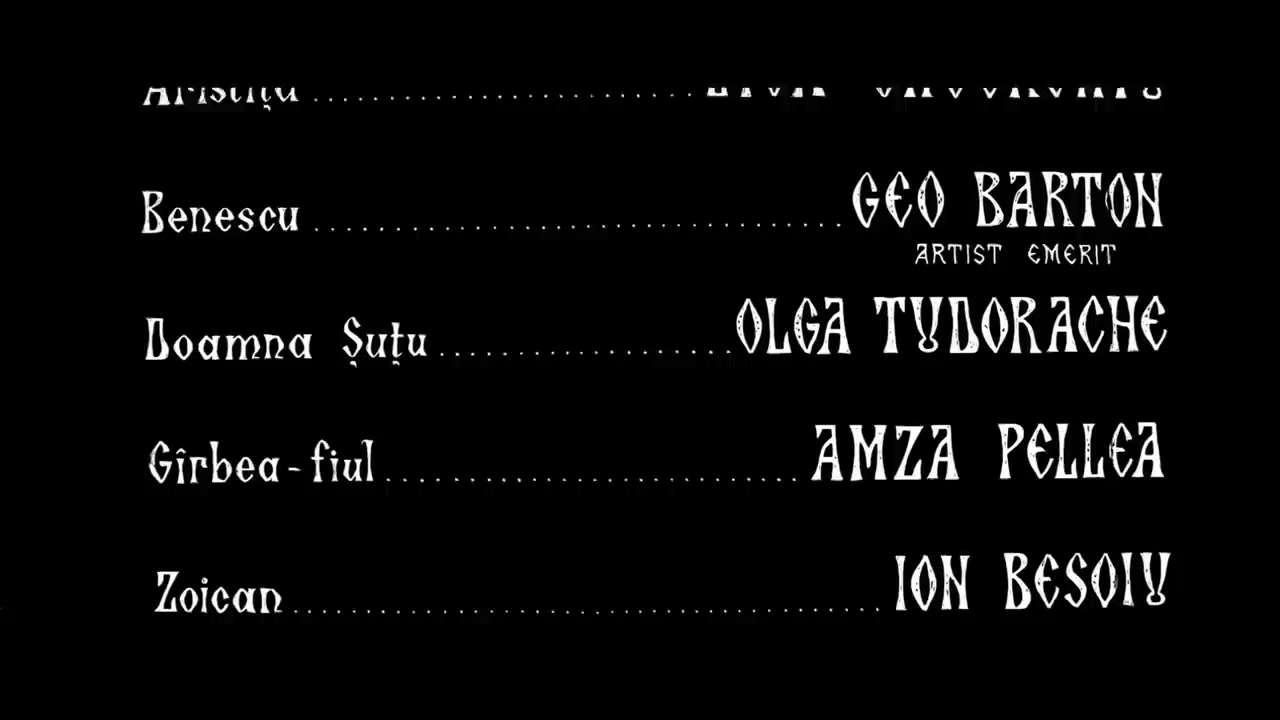 Benescu ........ GEO BARTON
ARTIST EMERIT
Doamna Șuțu ........ OLGA TUDORACHE
Gîrbea-fiul ........ AMZA PELLEA
Zoican ........ ION BESOIU